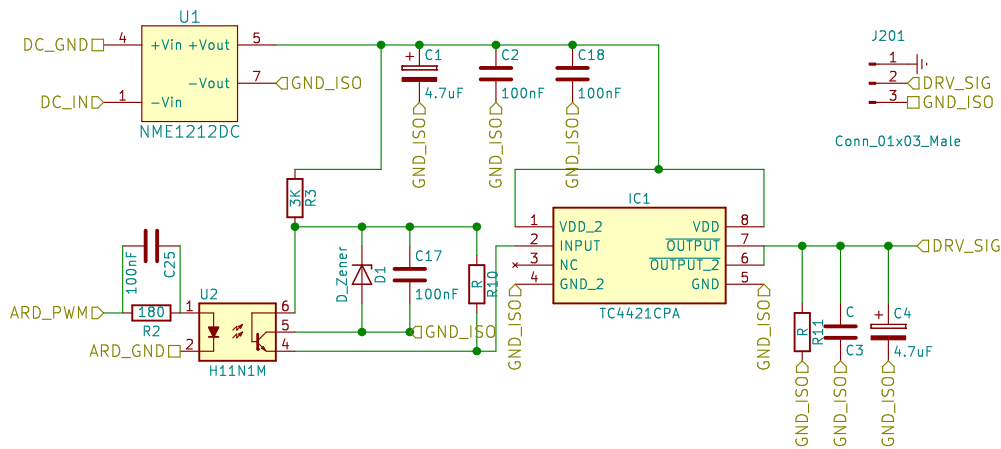 U1
DC_GND
4
+Vin
+Vout
5
-Vout
7
GND_ISO
DC_IN
1
-Vin
NME1212DC
+
C1
4.7uF
GND_ISO
C2
100nF
GND_ISO
C18
100nF
GND_ISO
J201
1
2
DRV_SIG
3
GND_ISO
Conn_01x03_Male
3K
R3
IC1
1
VDD_2
VDD
8
2
INPUT
OUTPUT
7
3
NC
OUTPUT_2
6
4
GND_2
GND
5
TC4421CPA
GND_ISO
GND_ISO
DRV_SIG
100nF
C25
ARD_PWM
180
R2
ARD_GND
U2
1
2
6
5
4
H11N1M
D_Zener
D1
C17
100nF
R
R10
GND_ISO
R
R11
GND_ISO
C
C3
GND_ISO
+
C4
4.7uF
GND_ISO